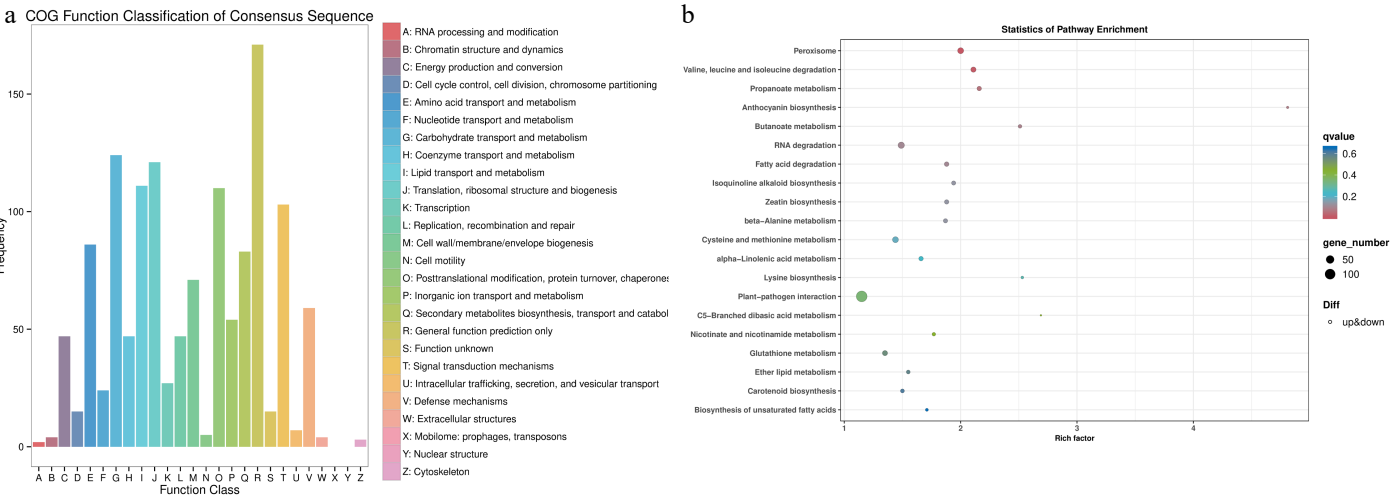 a
COG Function Classification of Consensus Sequence
150
100
50
0
Frequency
A B C D E F G H I J K L M N O P Q R S T U V W X Y Z
Function Class
A: RNA processing and modification
B: Chromatin structure and dynamics
C: Energy production and conversion
D: Cell cycle control, cell division, chromosome partitioning
E: Amino acid transport and metabolism
F: Nucleotide transport and metabolism
G: Carbohydrate transport and metabolism
H: Coenzyme transport and metabolism
I: Lipid transport and metabolism
J: Translation, ribosomal structure and biogenesis
K: Transcription
L: Replication, recombination and repair
M: Cell wall/membrane/envelope biogenesis
N: Cell motility
O: Posttranslational modification, protein turnover, chaperones
P: Inorganic ion transport and metabolism
Q: Secondary metabolites biosynthesis, transport and catabol
R: General function prediction only
S: Function unknown
T: Signal transduction mechanisms
U: Intracellular trafficking, secretion, and vesicular transport
V: Defense mechanisms
W: Extracellular structures
X: Mobilome: prophages, transposons
Y: Nuclear structure
Z: Cytoskeleton
b
Statistics of Pathway Enrichment
Peroxisome
Valine, leucine and isoleucine degradation
Propanoate metabolism
Anthocyanin biosynthesis
Butanoate metabolism
RNA degradation
Fatty acid degradation
Isoquinoline alkaloid biosynthesis
Zeatin biosynthesis
beta−Alanine metabolism
Cysteine and methionine metabolism
alpha−Linolenic acid metabolism
Lysine biosynthesis
Plant−pathogen interaction
C5−Branched dibasic acid metabolism
Nicotinate and nicotinamide metabolism
Glutathione metabolism
Ether lipid metabolism
Carotenoid biosynthesis
Biosynthesis of unsaturated fatty acids
1 2 3 4
Rich factor
qvalue
0.6
0.4
0.2
gene_number
50
100
Diff
up&down